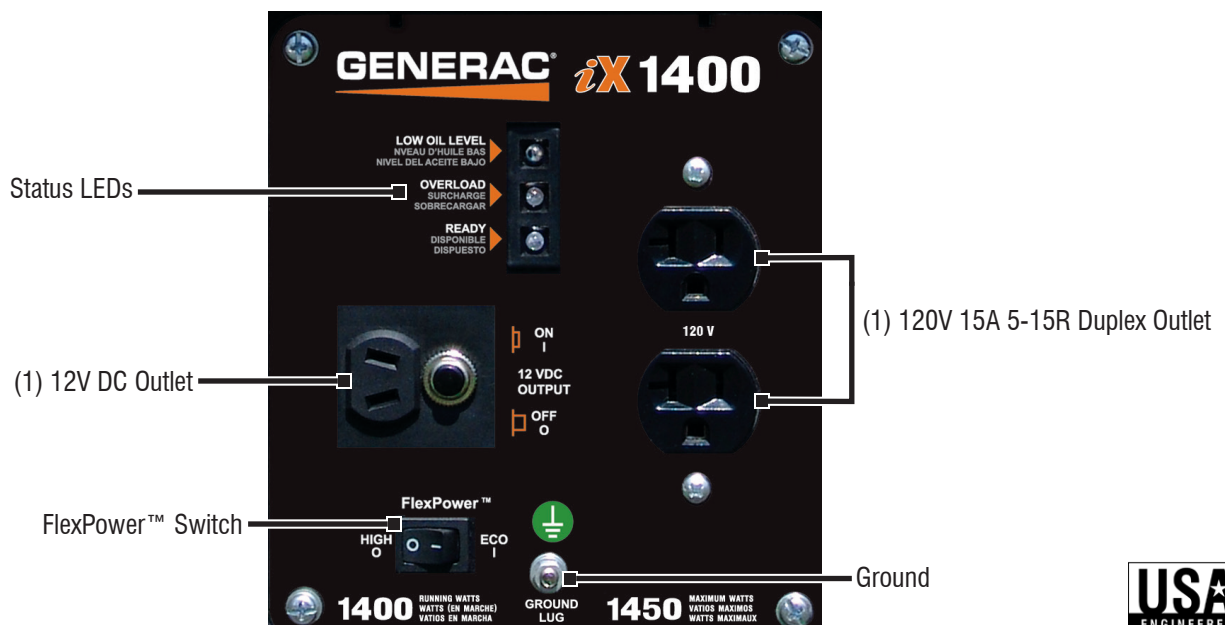 GENERAC® iX 1400
LOW OIL LEVEL
NVEAU D'HUILE BAS
NIVEL DEL ACEITE BAJO
Status LEDs
OVERLOAD
SURCHARGE
SOBRECARGAR
READY
DISPONIBLE
DISPUESTO
(1) 120V 15A 5-15R Duplex Outlet
120 V
ON
I
(1) 12V DC Outlet
12 VDC
OUTPUT
OFF
O
FlexPower™
FlexPower™ Switch
HIGH
O
O -
ECO
I
Ground
1400 RUNNING WATTS
WATTS (EN MARCHE)
VATIOS EN MARCHA
GROUND
LUG
1450 MAXIMUM WATTS
VATIOS MAXIMOS
WATTS MAXIMAUX
USA
ENGINEERE